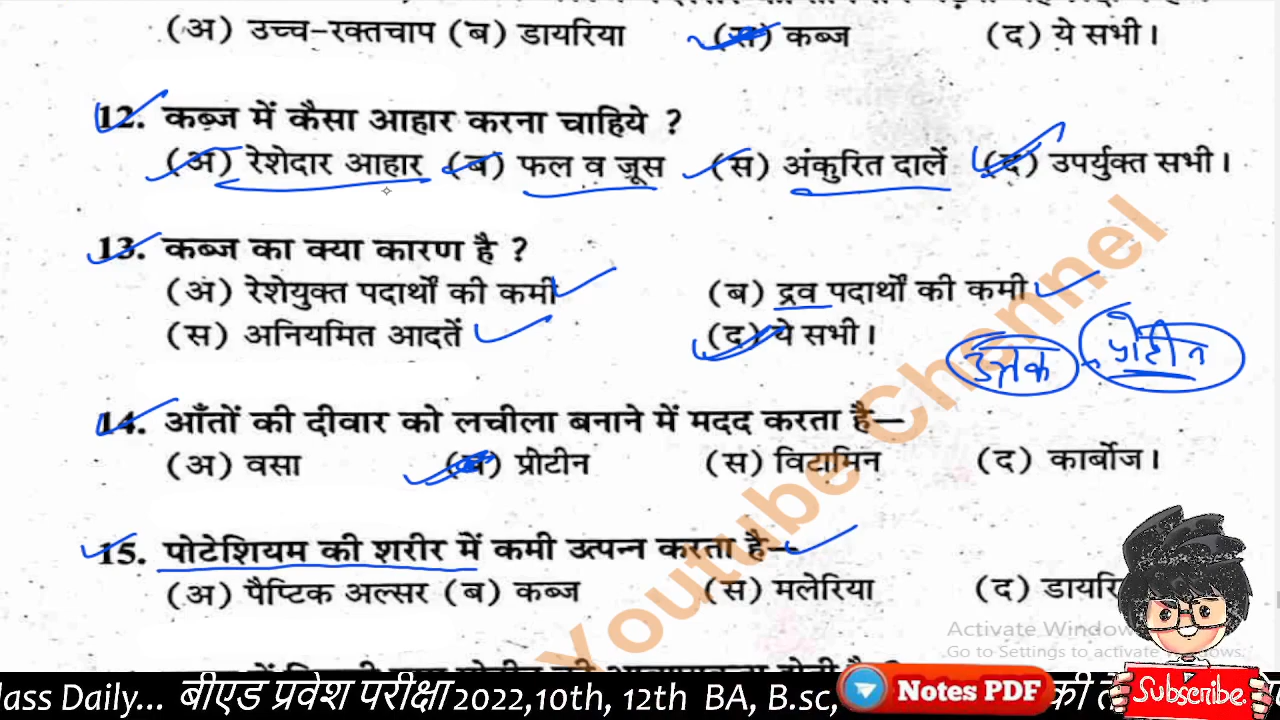 (अ) उच्च-रक्तचाप (ब) डायरिया (स) कब्ज (द) ये सभी।
12. कब्ज में कैसा आहार करना चाहिये ?
(अ) रेशेदार आहार (ब) फल व जूस (स) अंकुरित दालें (द) उपर्युक्त सभी।
13. कब्ज का क्या कारण है ?
(अ) रेशेयुक्त पदार्थों की कमी (ब) द्रव पदार्थों की कमी
(स) अनियमित आदतें (द) ये सभी।
प्रोटीन
14. आँतों की दीवार को लचीला बनाने में मदद करता है—
(अ) वसा (ब) प्रोटीन (स) विटामिन (द) कार्बोज।
15. पोटेशियम की शरीर में कमी उत्पन्न करता है—
(अ) पैप्टिक अल्सर (ब) कब्ज (स) मलेरिया (द) डायरि
Youtube Channel
Activate Windows
Go to Settings to activate Windows.
lass Daily... बीएड प्रवेश परीक्षा 2022,10th, 12th BA, B.sc, Notes PDF की
Subscribe